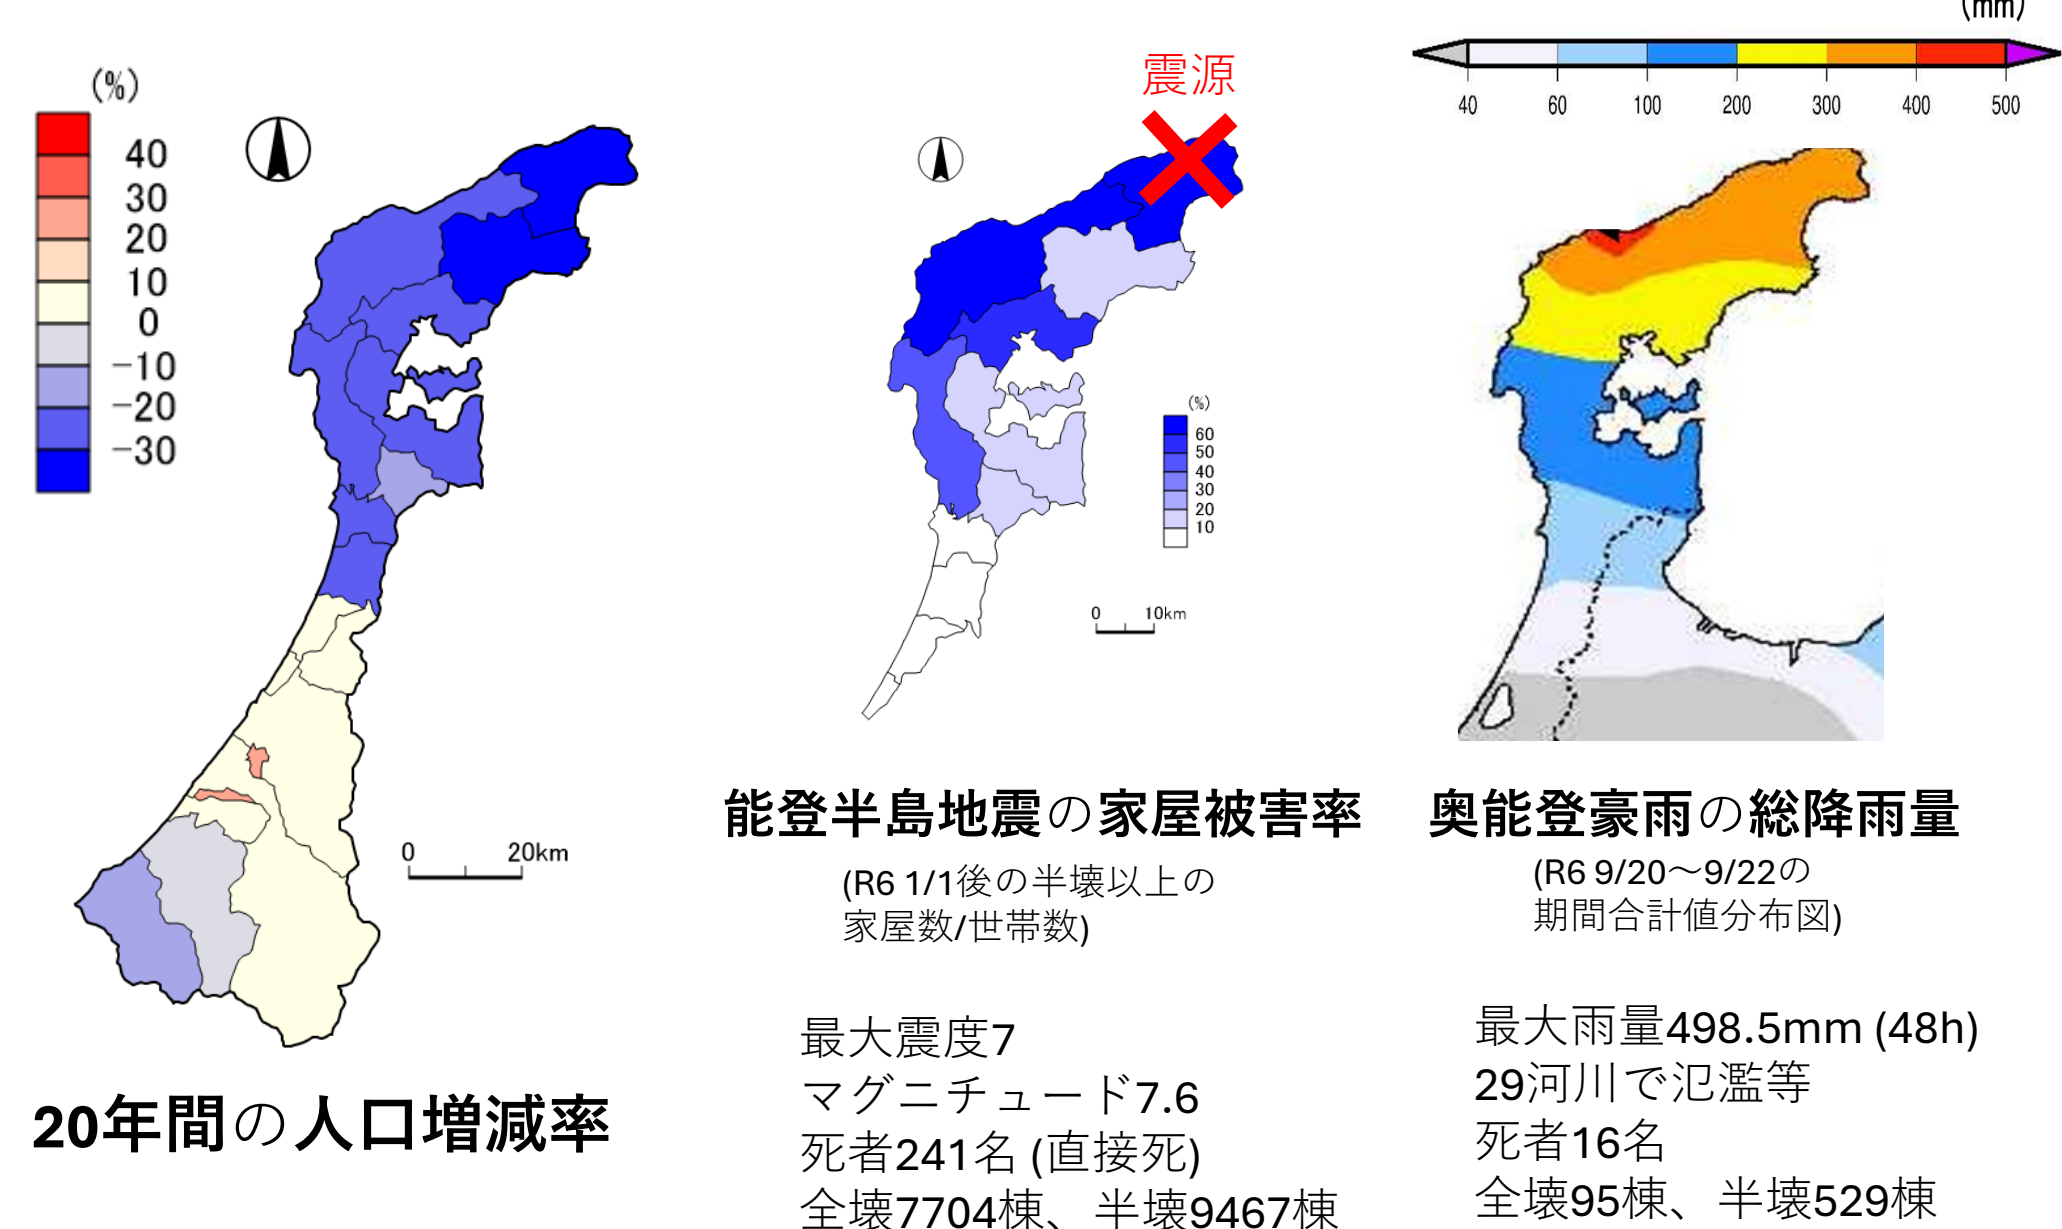 (%)
40
30
20
10
0
−10
−20
−30
0 20km
20年間の人口増減率
震源
(%)
60
50
40
30
20
10
0 10km
能登半島地震の家屋被害率
(R6 1/1後の半壊以上の
家屋数/世帯数)
最大震度7
マグニチュード7.6
死者241名 (直接死)
全壊7704棟、半壊9467棟
(mm)
40 60 100 200 300 400 500
奥能登豪雨の総降雨量
(R6 9/20～9/22の
期間合計値分布図)
最大雨量498.5mm (48h)
29河川で氾濫等
死者16名
全壊95棟、半壊529棟